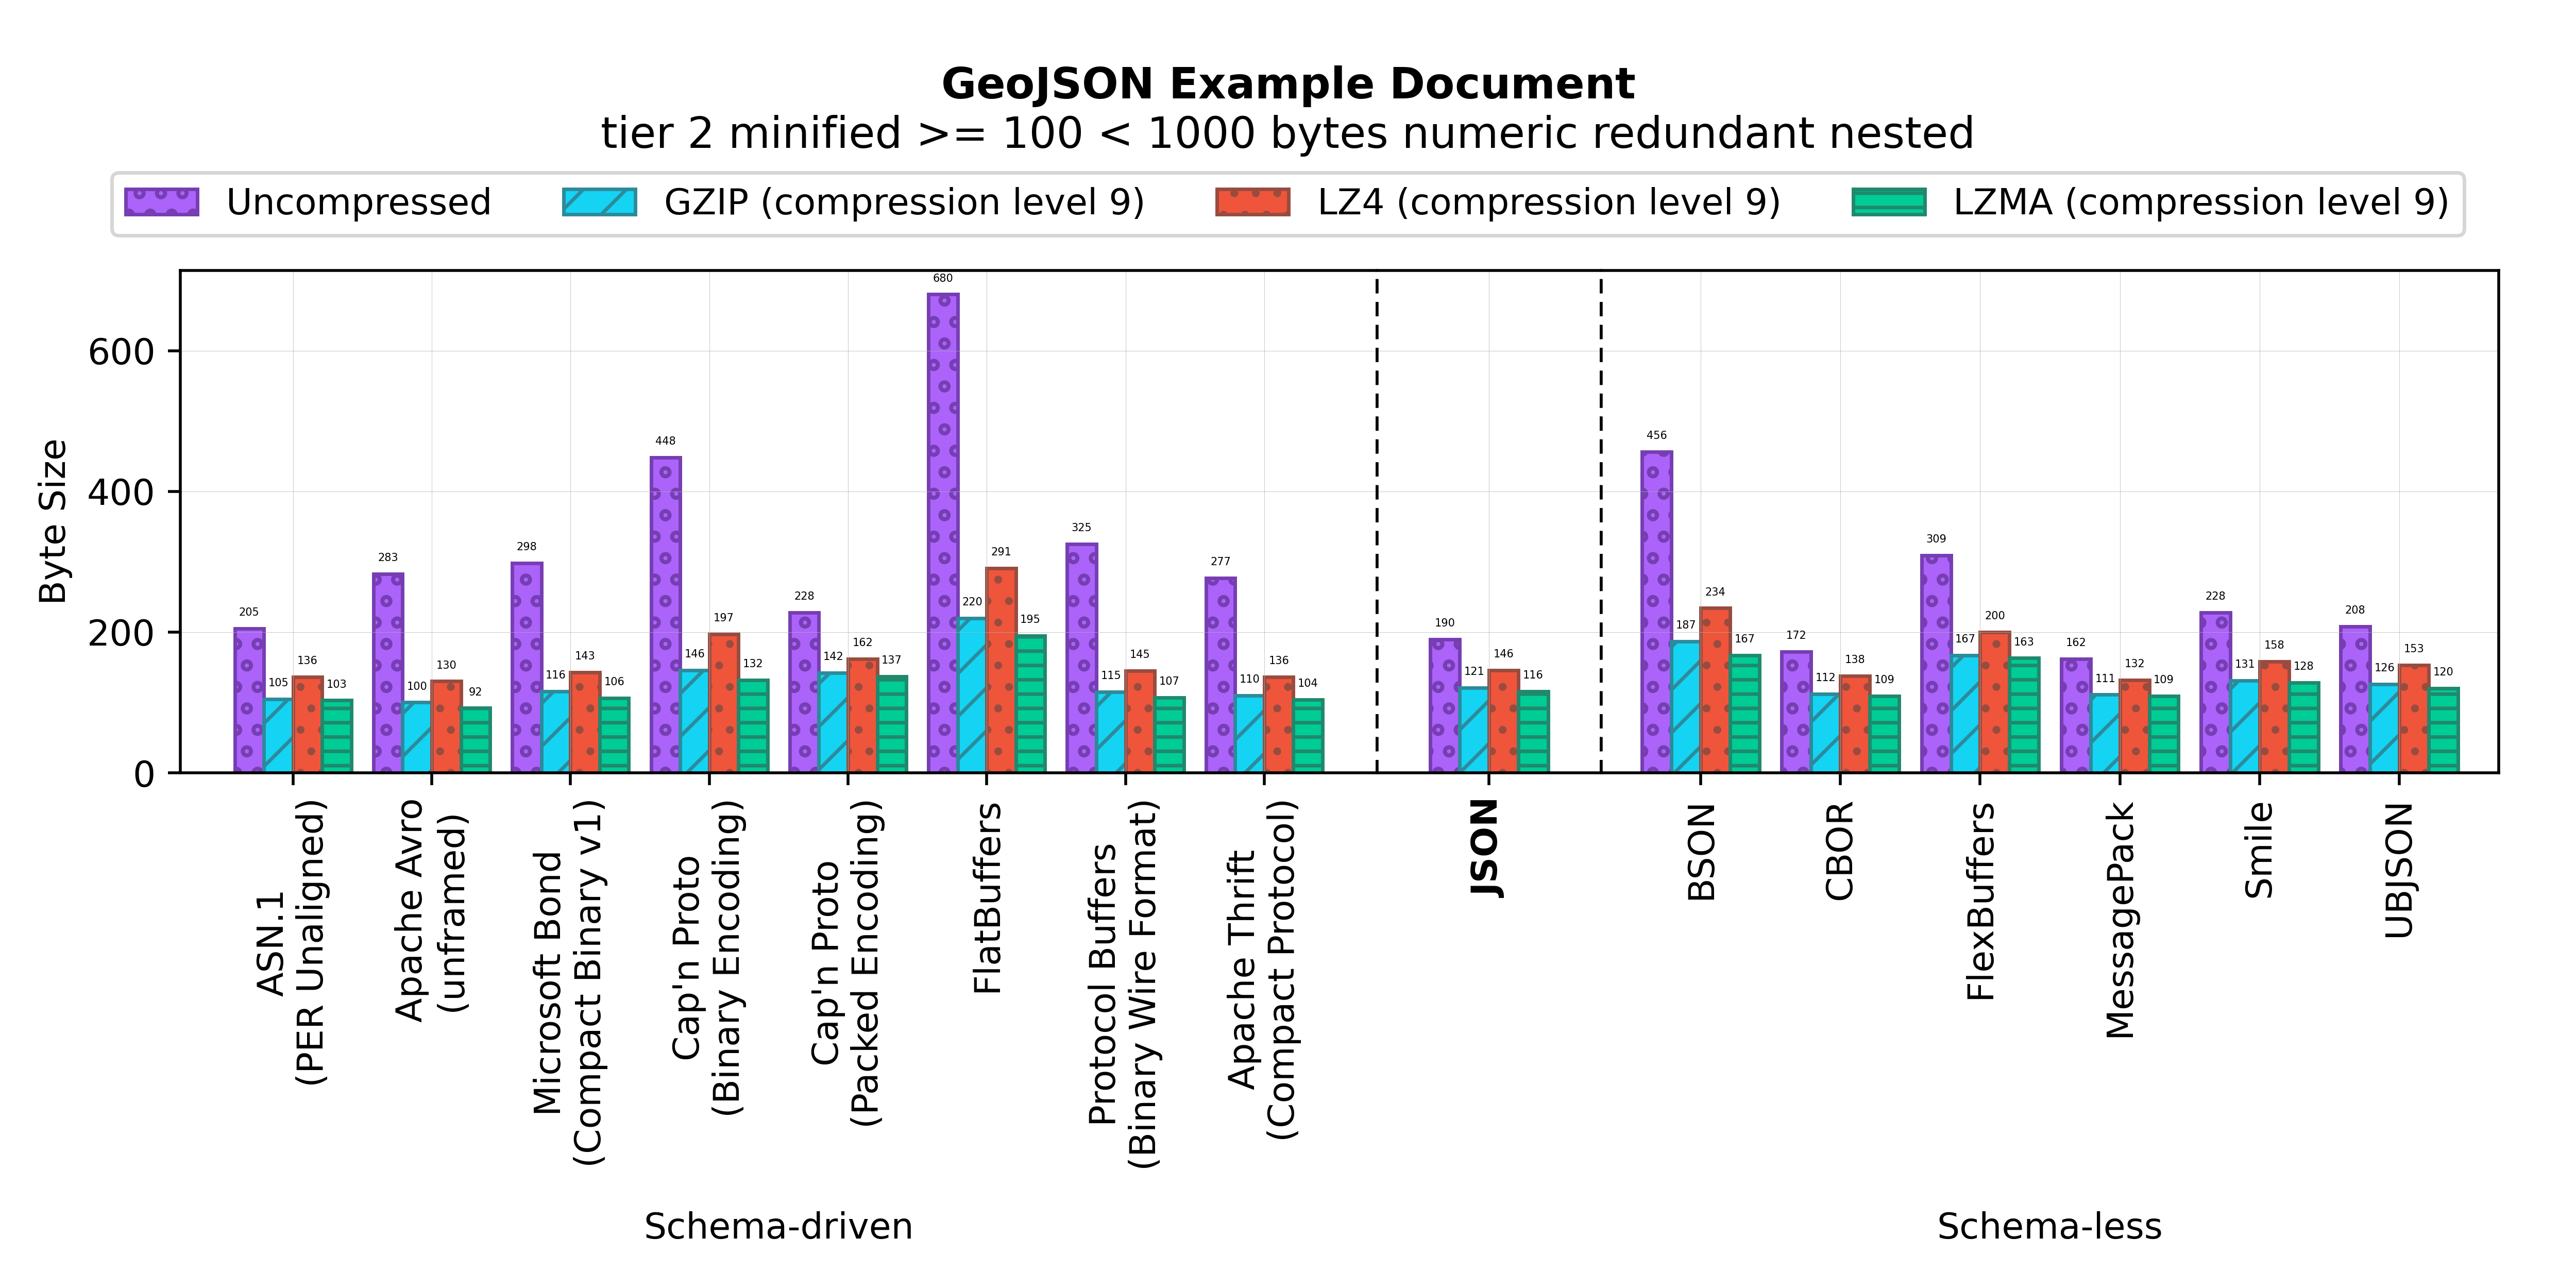 GeoJSON Example Document
tier 2 minified >= 100 < 1000 bytes numeric redundant nested
Uncompressed
GZIP (compression level 9)
LZ4 (compression level 9)
LZMA (compression level 9)
Byte Size
600
400
200
0
205
105
136
103
283
100
130
92
298
116
143
106
448
146
197
132
228
142
162
137
680
220
291
195
325
115
145
107
277
110
136
104
190
121
146
116
456
187
234
167
172
112
138
109
309
167
200
163
162
111
132
109
228
131
158
128
208
126
153
120
ASN.1
(PER Unaligned)
Apache Avro
(unframed)
Microsoft Bond
(Compact Binary v1)
Cap'n Proto
(Binary Encoding)
Cap'n Proto
(Packed Encoding)
FlatBuffers
Protocol Buffers
(Binary Wire Format)
Apache Thrift
(Compact Protocol)
JSON
BSON
CBOR
FlexBuffers
MessagePack
Smile
UBJSON
Schema-driven
Schema-less